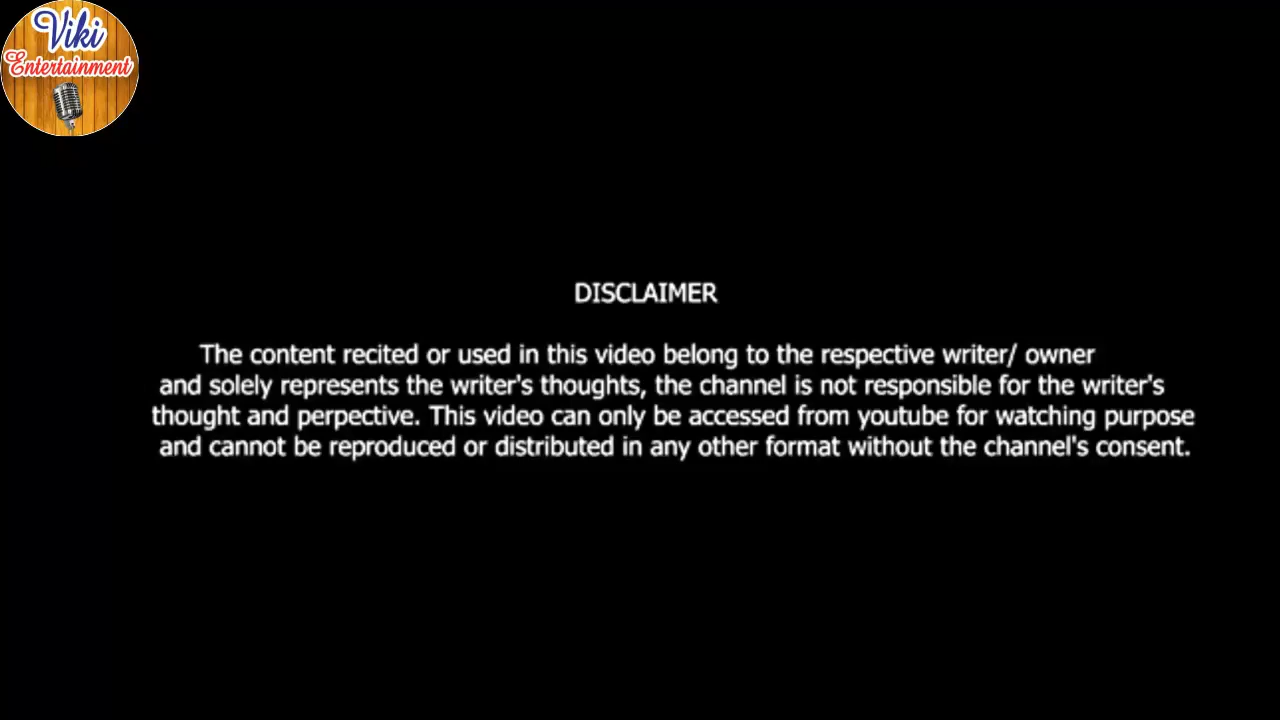 Viki
Entertainment
DISCLAIMER
The content recited or used in this video belong to the respective writer/ owner
and solely represents the writer's thoughts, the channel is not responsible for the writer's
thought and perpective. This video can only be accessed from youtube for watching purpose
and cannot be reproduced or distributed in any other format without the channel's consent.